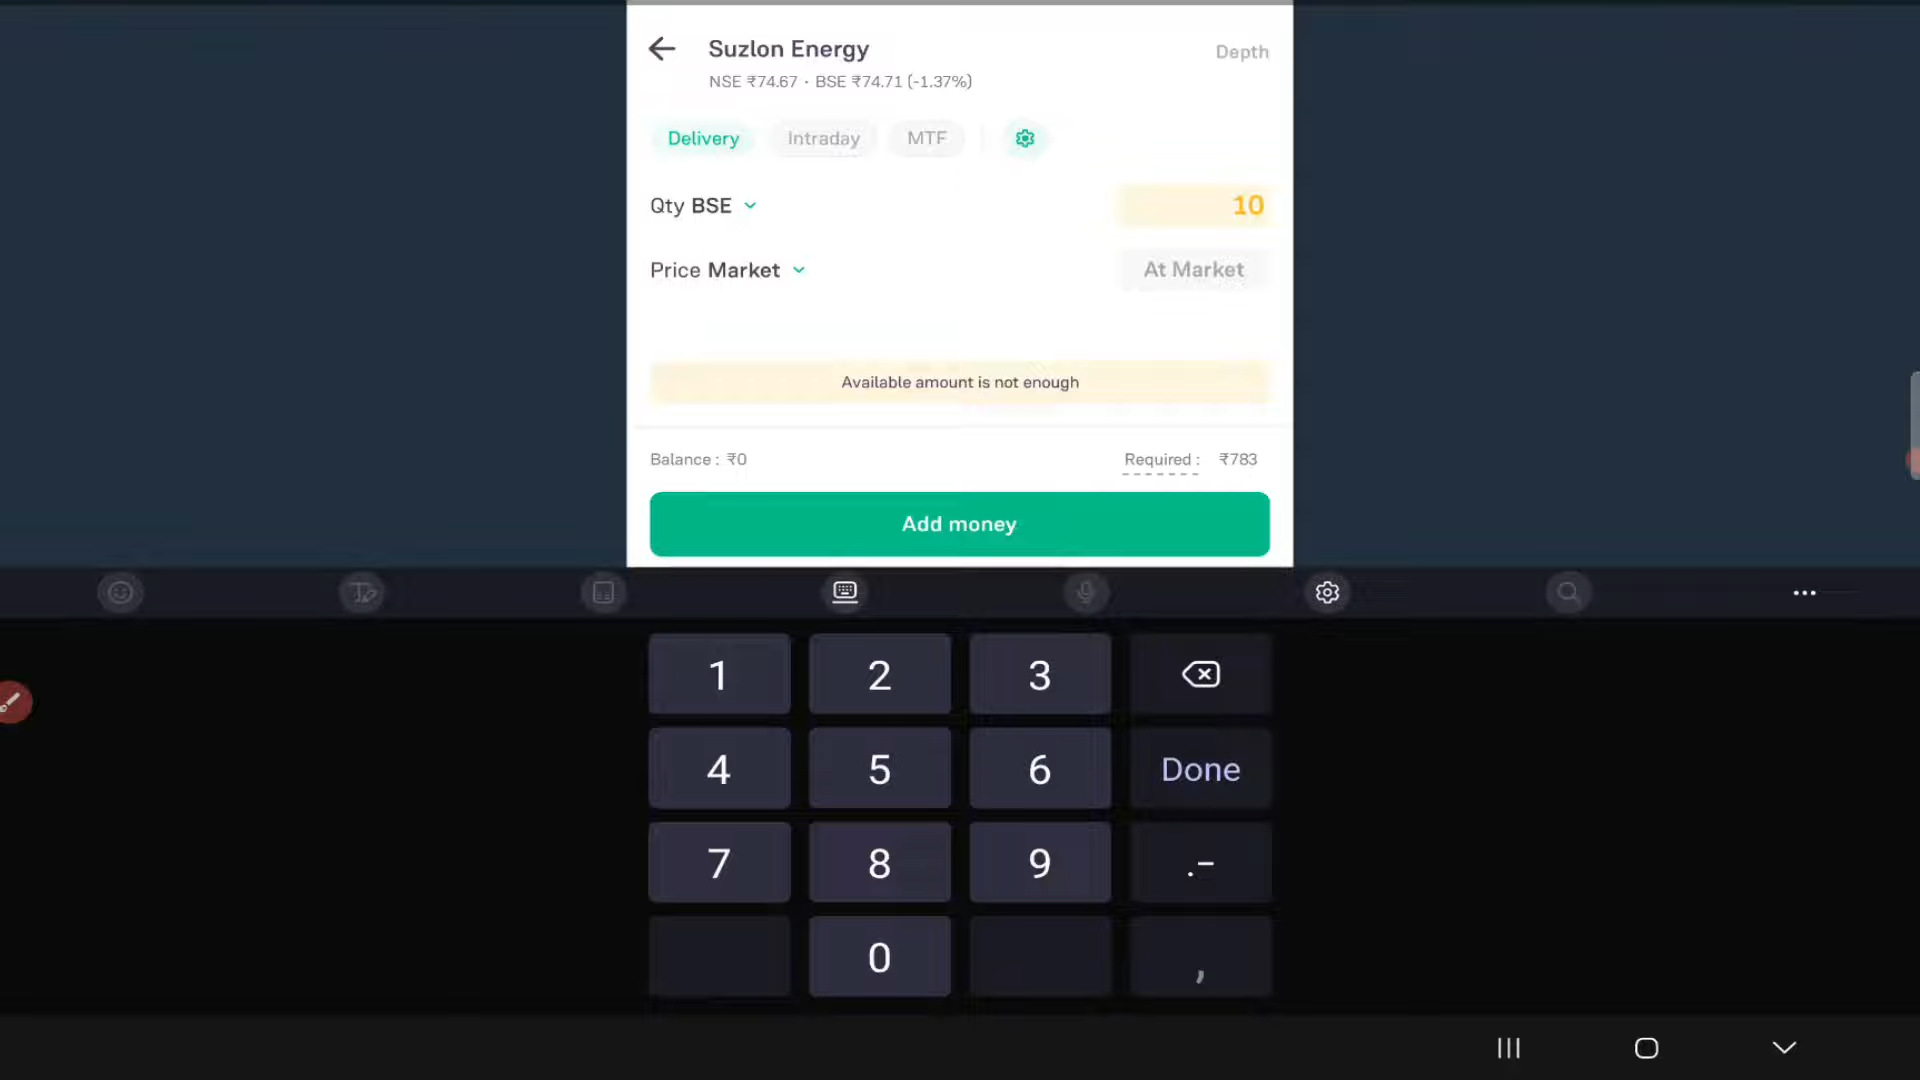 Suzlon Energy
Depth
NSE ₹74.67 · BSE ₹74.71 (-1.37%)
Delivery Intraday MTF
Qty BSE 10
Price Market At Market
Available amount is not enough
Balance : ₹0 Required : ₹783
Add money
1 2 3
4 5 6 Done
7 8 9 .-
0 ,